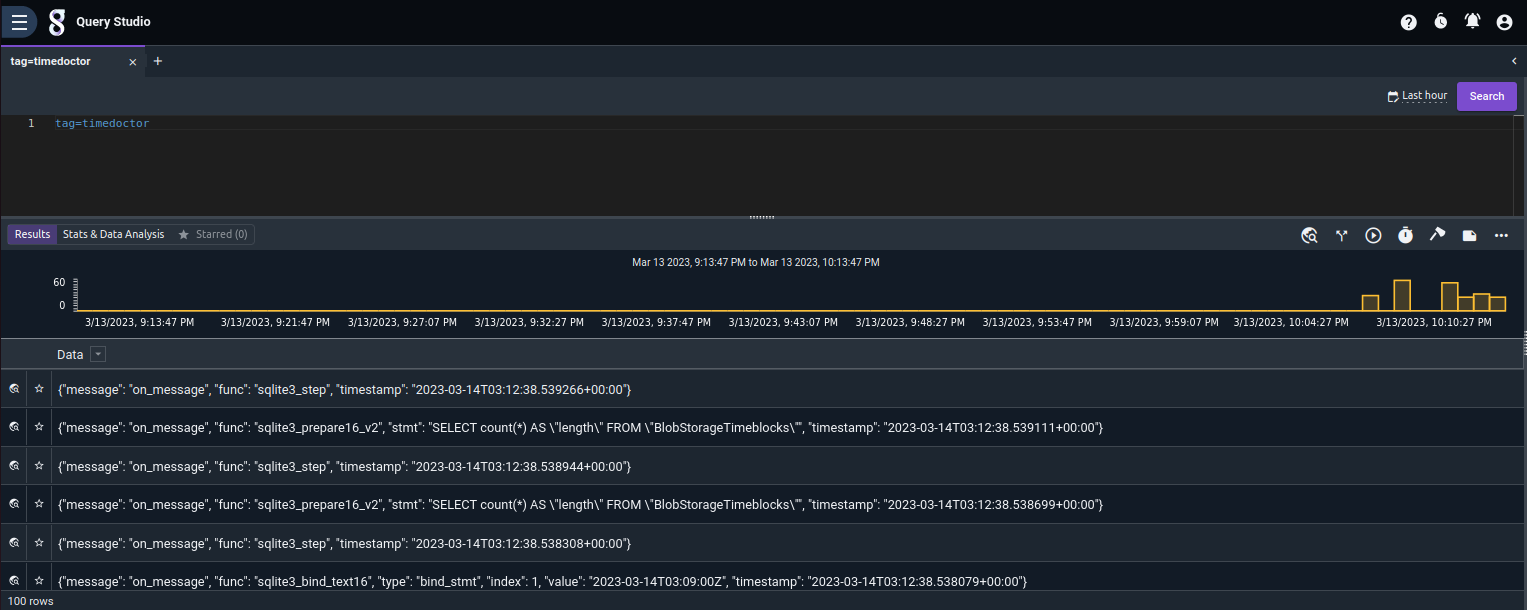 Query Studio
tag=timedoctor × +
Last hour Search
1 tag=timedoctor
Results Stats & Data Analysis Starred (0)
Mar 13 2023, 9:13:47 PM to Mar 13 2023, 10:13:47 PM
60
0
3/13/2023, 9:13:47 PM 3/13/2023, 9:21:47 PM 3/13/2023, 9:27:07 PM 3/13/2023, 9:32:27 PM 3/13/2023, 9:37:47 PM 3/13/2023, 9:43:07 PM 3/13/2023, 9:48:27 PM 3/13/2023, 9:53:47 PM 3/13/2023, 9:59:07 PM 3/13/2023, 10:04:27 PM 3/13/2023, 10:10:27 PM
Data
{"message": "on_message", "func": "sqlite3_step", "timestamp": "2023-03-14T03:12:38.539266+00:00"}
{"message": "on_message", "func": "sqlite3_prepare16_v2", "stmt": "SELECT count(*) AS \"length\" FROM \"BlobStorageTimeblocks\"", "timestamp": "2023-03-14T03:12:38.539111+00:00"}
{"message": "on_message", "func": "sqlite3_step", "timestamp": "2023-03-14T03:12:38.538944+00:00"}
{"message": "on_message", "func": "sqlite3_prepare16_v2", "stmt": "SELECT count(*) AS \"length\" FROM \"BlobStorageTimeblocks\"", "timestamp": "2023-03-14T03:12:38.538699+00:00"}
{"message": "on_message", "func": "sqlite3_step", "timestamp": "2023-03-14T03:12:38.538308+00:00"}
{"message": "on_message", "func": "sqlite3_bind_text16", "type": "bind_stmt", "index": 1, "value": "2023-03-14T03:09:00Z", "timestamp": "2023-03-14T03:12:38.538079+00:00"}
100 rows